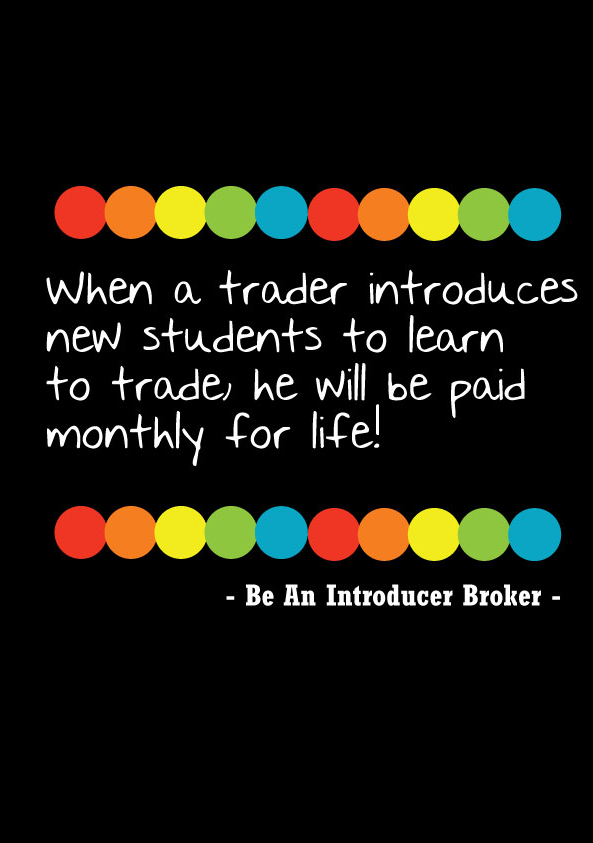 When a trader introduces
new students to learn
to trade, he will be paid
monthly for life!
- Be An Introducer Broker -